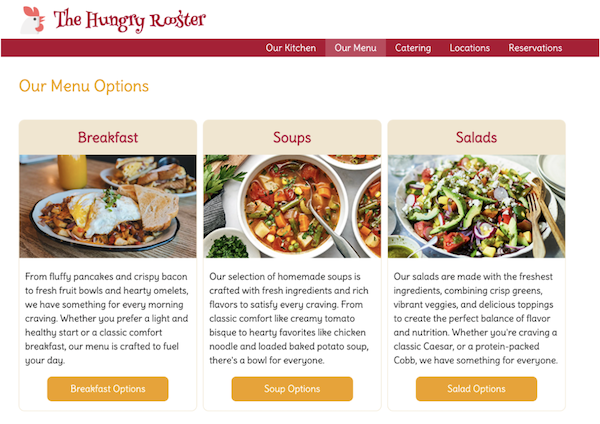 The Hungry Rooster
Our Kitchen Our Menu Catering Locations Reservations
Our Menu Options
Breakfast
From fluffy pancakes and crispy bacon
to fresh fruit bowls and hearty omelets,
we have something for every morning
craving. Whether you prefer a light and
healthy start or a classic comfort
breakfast, our menu is crafted to fuel
your day.
Breakfast Options
Soups
Our selection of homemade soups is
crafted with fresh ingredients and rich
flavors to satisfy every craving. From
classic comfort like creamy tomato
bisque to hearty favorites like chicken
noodle and loaded baked potato soup,
there's a bowl for everyone.
Soup Options
Salads
Our salads are made with the freshest
ingredients, combining crisp greens,
vibrant veggies, and delicious toppings
to create the perfect balance of flavor
and nutrition. Whether you're craving a
classic Caesar, or a protein-packed
Cobb, we have something for everyone.
Salad Options